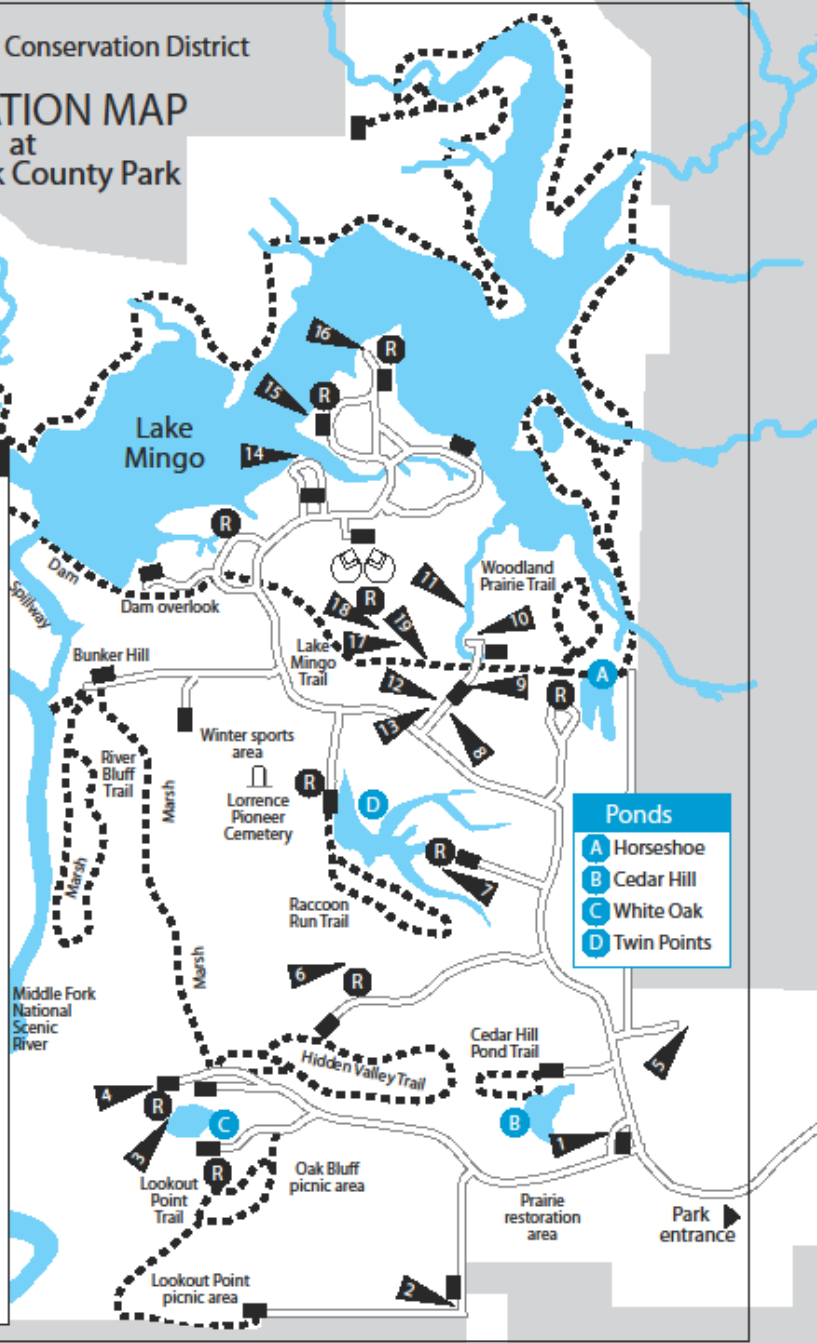 Conservation District
TION MAP
at
County Park
16
R
15
R
14
Lake
Mingo
R
Woodland
Prairie Trail
11
10
Dam
Spillway
Dam overlook
R
18
19
17
Bunker Hill
Lake
Mingo
Trail
12
9
R
A
13
8
River
Bluff
Trail
Marsh
Winter sports
area
Lorrence
Pioneer
Cemetery
R
D
Ponds
A Horseshoe
B Cedar Hill
C White Oak
D Twin Points
R
7
Marsh
Raccoon
Run Trail
Marsh
6
R
Middle Fork
National
Scenic
River
Cedar Hill
Pond Trail
5
Hidden Valley Trail
4
R
C
B
1
3
R
Lookout
Point
Trail
Oak Bluff
picnic area
Prairie
restoration
area
Park
entrance
Lookout Point
picnic area
2